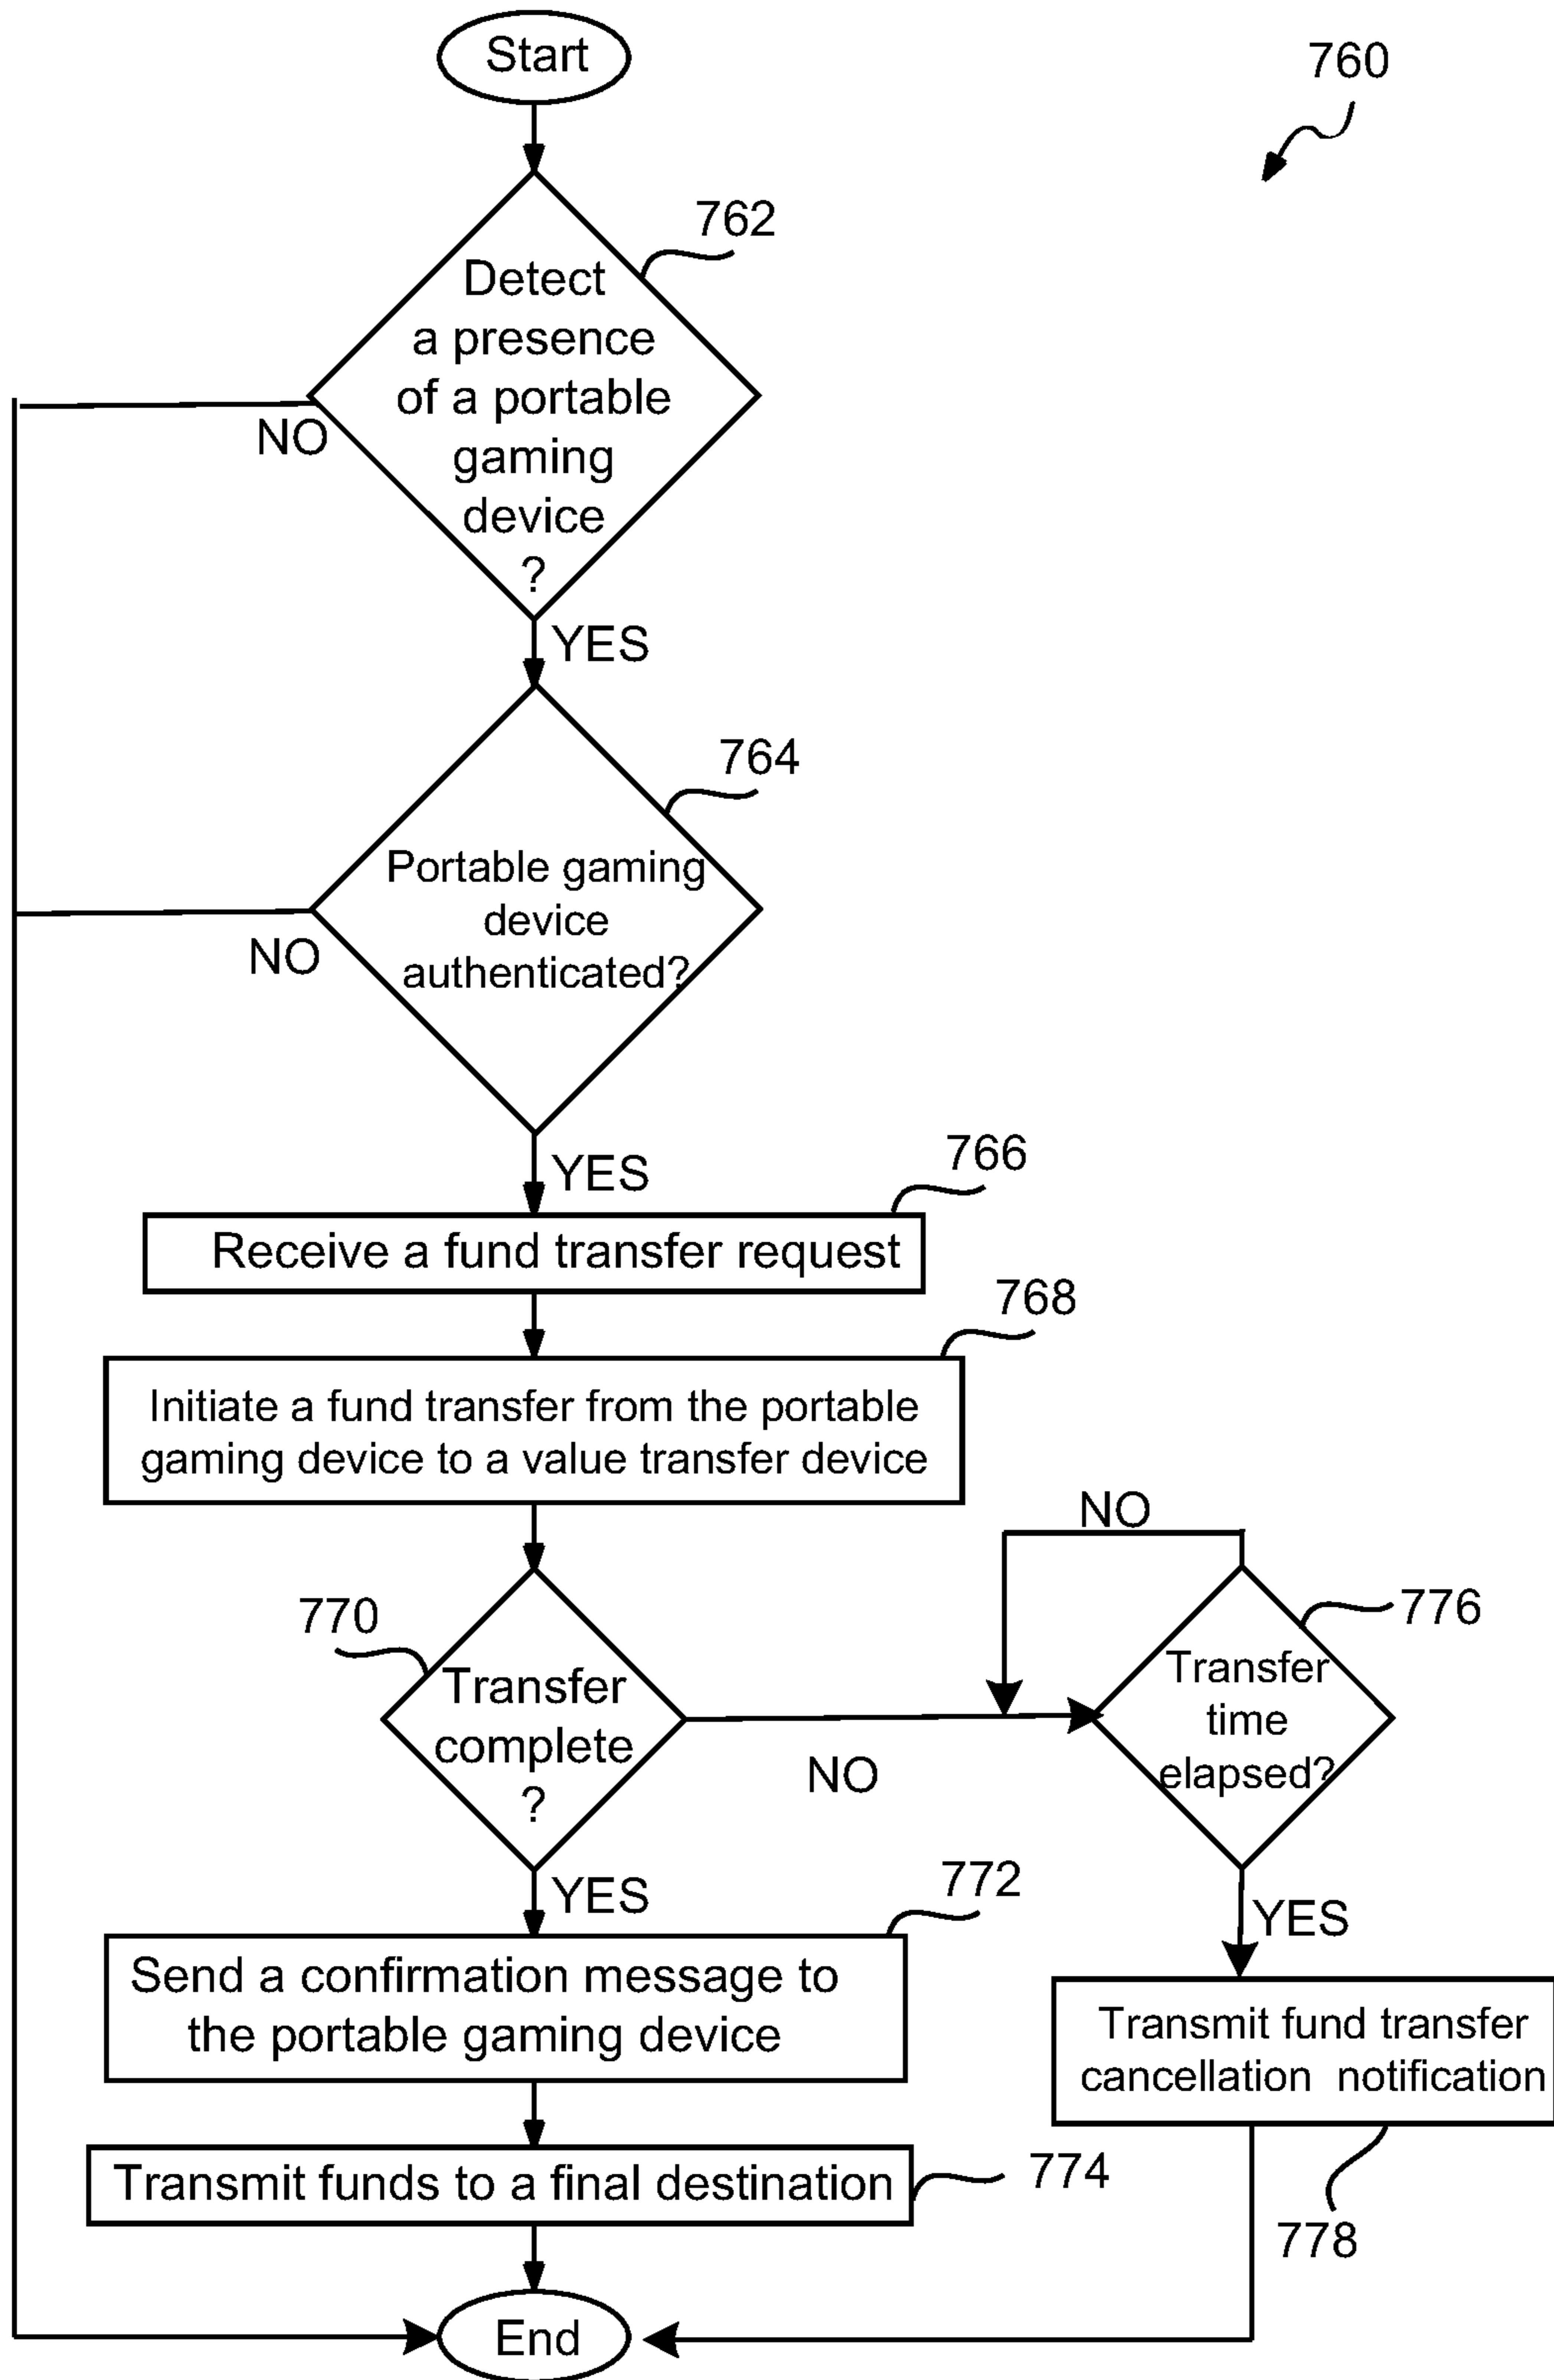 Start
760
762
Detect
a presence
of a portable
gaming
device
?
NO
YES
764
Portable gaming
device
authenticated?
NO
YES
766
Receive a fund transfer request
768
Initiate a fund transfer from the portable
gaming device to a value transfer device
NO
770
776
Transfer
complete
?
Transfer
time
elapsed?
NO
YES
772
YES
Send a confirmation message to
the portable gaming device
Transmit fund transfer
cancellation notification
Transmit funds to a final destination
774
778
End